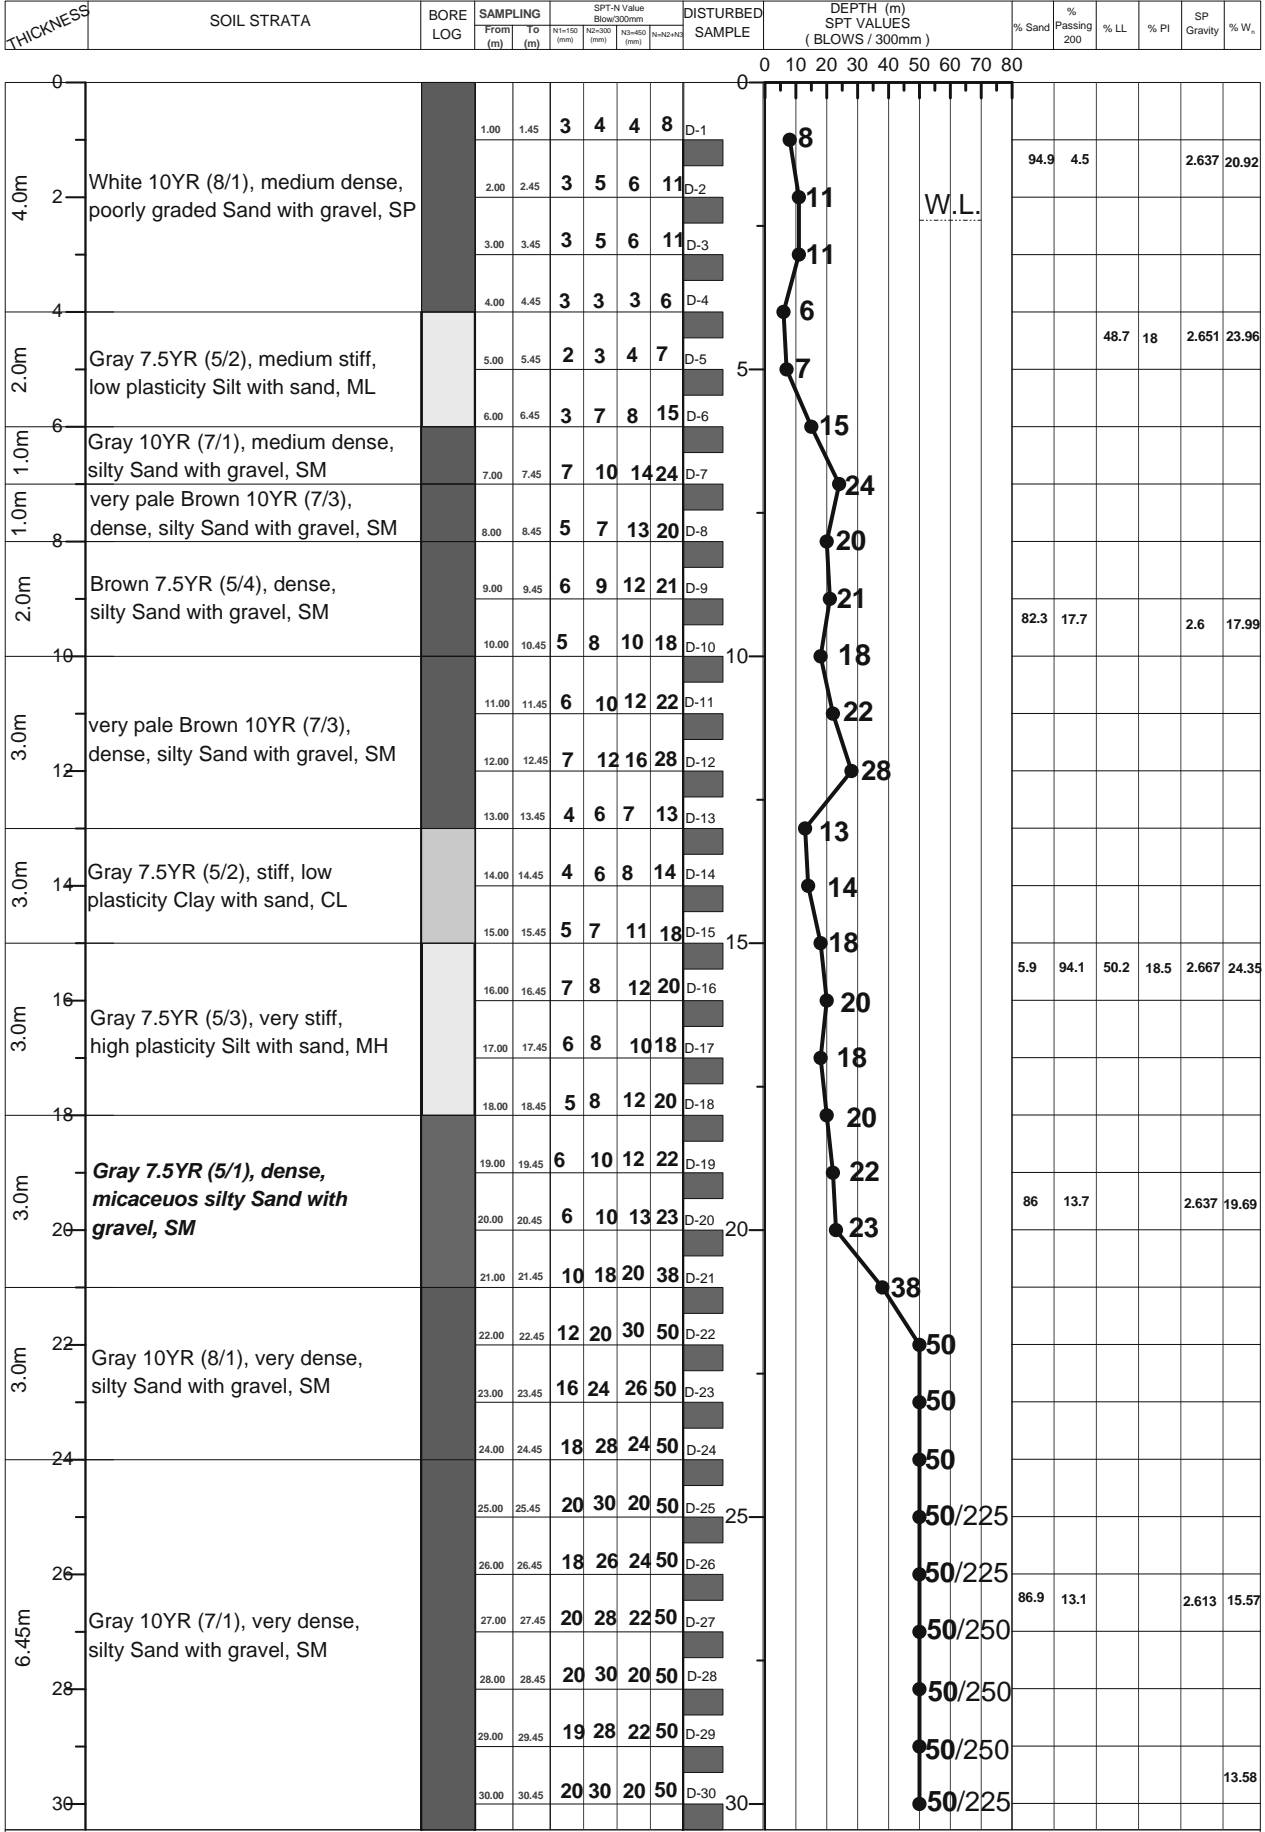 THICKNESS
SOIL STRATA
BORE LOG
SAMPLING
From (m)
To (m)
SPT-N Value
Blow/300mm
N1=150 (mm)
N2=300 (mm)
N3=450 (mm)
N=N2+N3
DISTURBED SAMPLE
DEPTH (m)
SPT VALUES
( BLOWS / 300mm )
% Sand
% Passing 200
% LL
% PI
SP Gravity
% Wn
0 10 20 30 40 50 60 70 80
0
0
1.00 1.45 3 4 4 8 D-1
8
94.9 4.5 2.637 20.92
4.0m
White 10YR (8/1), medium dense,
poorly graded Sand with gravel, SP
2
2.00 2.45 3 5 6 11 D-2
11
W.L.
3.00 3.45 3 5 6 11 D-3
11
4.00 4.45 3 3 3 6 D-4
4
6
48.7 18 2.651 23.96
2.0m
Gray 7.5YR (5/2), medium stiff,
low plasticity Silt with sand, ML
5.00 5.45 2 3 4 7 D-5
5
7
6.00 6.45 3 7 8 15 D-6
6
15
1.0m
Gray 10YR (7/1), medium dense,
silty Sand with gravel, SM
7.00 7.45 7 10 14 24 D-7
24
1.0m
very pale Brown 10YR (7/3),
dense, silty Sand with gravel, SM
8.00 8.45 5 7 13 20 D-8
8
20
2.0m
Brown 7.5YR (5/4), dense,
silty Sand with gravel, SM
9.00 9.45 6 9 12 21 D-9
21
82.3 17.7 2.6 17.99
10.00 10.45 5 8 10 18 D-10
10
10
18
11.00 11.45 6 10 12 22 D-11
22
3.0m
very pale Brown 10YR (7/3),
dense, silty Sand with gravel, SM
12.00 12.45 7 12 16 28 D-12
12
28
13.00 13.45 4 6 7 13 D-13
13
3.0m
Gray 7.5YR (5/2), stiff, low
plasticity Clay with sand, CL
14.00 14.45 4 6 8 14 D-14
14
14
15.00 15.45 5 7 11 18 D-15
15
18
5.9 94.1 50.2 18.5 2.667 24.35
16.00 16.45 7 8 12 20 D-16
16
20
3.0m
Gray 7.5YR (5/3), very stiff,
high plasticity Silt with sand, MH
17.00 17.45 6 8 10 18 D-17
18
18.00 18.45 5 8 12 20 D-18
18
20
19.00 19.45 6 10 12 22 D-19
22
3.0m
Gray 7.5YR (5/1), dense,
micaceuos silty Sand with
gravel, SM
86 13.7 2.637 19.69
20.00 20.45 6 10 13 23 D-20
20
20
23
21.00 21.45 10 18 20 38 D-21
38
22.00 22.45 12 20 30 50 D-22
22
50
3.0m
Gray 10YR (8/1), very dense,
silty Sand with gravel, SM
23.00 23.45 16 24 26 50 D-23
50
24.00 24.45 18 28 24 50 D-24
24
50
25.00 25.45 20 30 20 50 D-25
25
50/225
26.00 26.45 18 26 24 50 D-26
26
50/225
86.9 13.1 2.613 15.57
6.45m
Gray 10YR (7/1), very dense,
silty Sand with gravel, SM
27.00 27.45 20 28 22 50 D-27
50/250
28.00 28.45 20 30 20 50 D-28
28
50/250
29.00 29.45 19 28 22 50 D-29
50/250
13.58
30.00 30.45 20 30 20 50 D-30
30
30
50/225